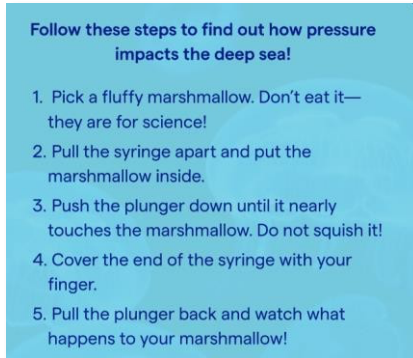 Follow these steps to find out how pressure
impacts the deep sea!
1. Pick a fluffy marshmallow. Don't eat it—
they are for science!
2. Pull the syringe apart and put the
marshmallow inside.
3. Push the plunger down until it nearly
touches the marshmallow. Do not squish it!
4. Cover the end of the syringe with your
finger.
5. Pull the plunger back and watch what
happens to your marshmallow!